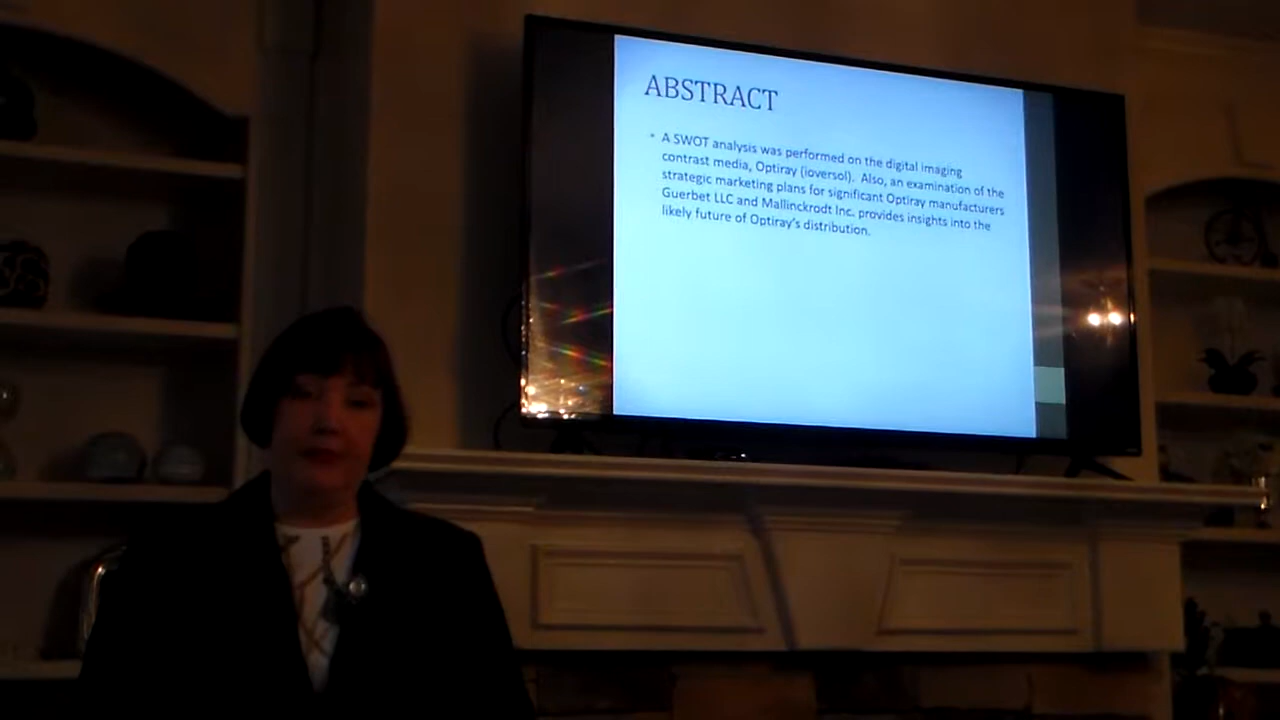 ABSTRACT
• A SWOT analysis was performed on the digital imaging
contrast media, Optiray (ioversol). Also, an examination of the
strategic marketing plans for significant Optiray manufacturers
Guerbet LLC and Mallinckrodt Inc. provides insights into the
likely future of Optiray's distribution.